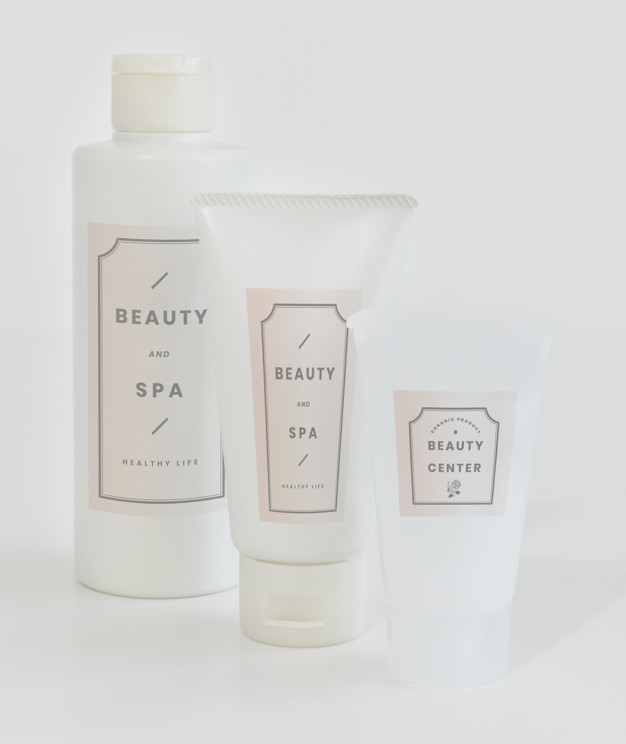 BEAUTY
AND
SPA
HEALTHY LIFE
BEAUTY
AND
SPA
HEALTHY LIFE
ORGANIC PRODUCT
BEAUTY
CENTER